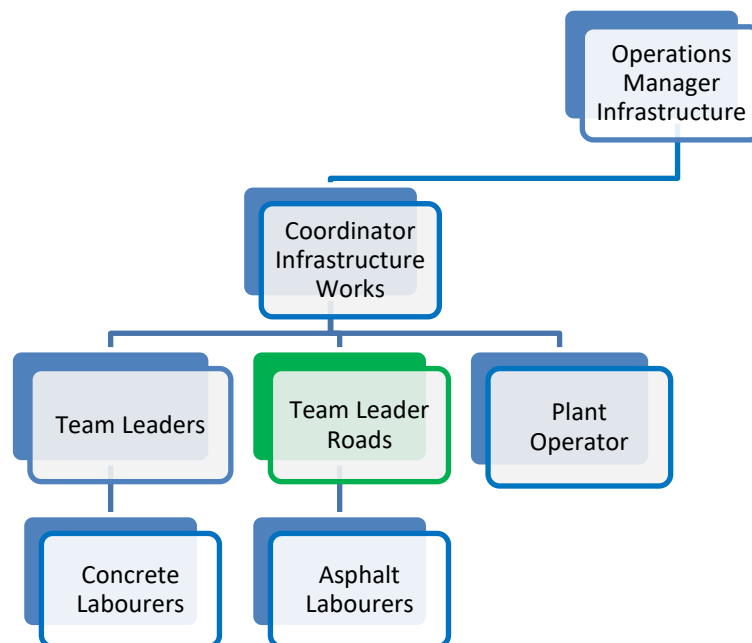 Operations
Manager
Infrastructure
Coordinator
Infrastructure
Works
Team Leaders
Team Leader
Roads
Plant
Operator
Concrete
Labourers
Asphalt
Labourers